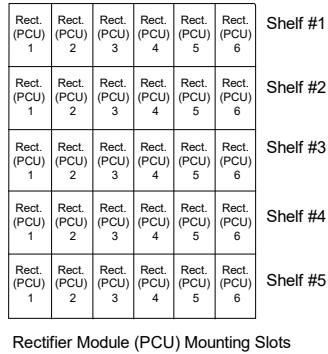 Rect. Rect. Rect. Rect. Rect. Rect. Shelf #1
(PCU) (PCU) (PCU) (PCU) (PCU) (PCU)
1 2 3 4 5 6
Rect. Rect. Rect. Rect. Rect. Rect. Shelf #2
(PCU) (PCU) (PCU) (PCU) (PCU) (PCU)
1 2 3 4 5 6
Rect. Rect. Rect. Rect. Rect. Rect. Shelf #3
(PCU) (PCU) (PCU) (PCU) (PCU) (PCU)
1 2 3 4 5 6
Rect. Rect. Rect. Rect. Rect. Rect. Shelf #4
(PCU) (PCU) (PCU) (PCU) (PCU) (PCU)
1 2 3 4 5 6
Rect. Rect. Rect. Rect. Rect. Rect. Shelf #5
(PCU) (PCU) (PCU) (PCU) (PCU) (PCU)
1 2 3 4 5 6
Rectifier Module (PCU) Mounting Slots